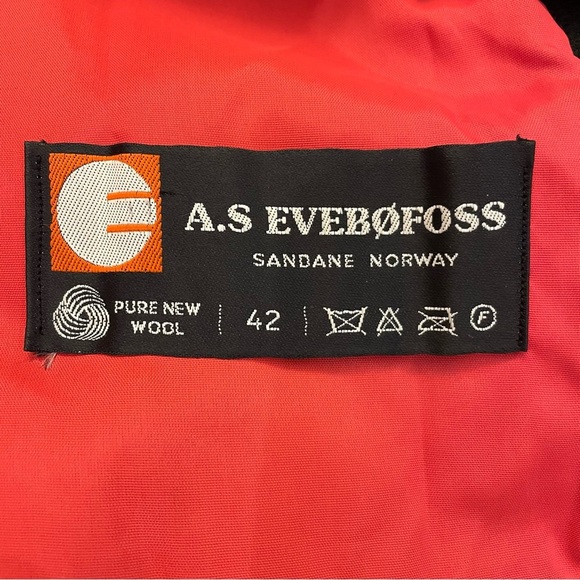 A.S EVEBØFOSS
SANDANE NORWAY
PURE NEW
WOOL
42
F